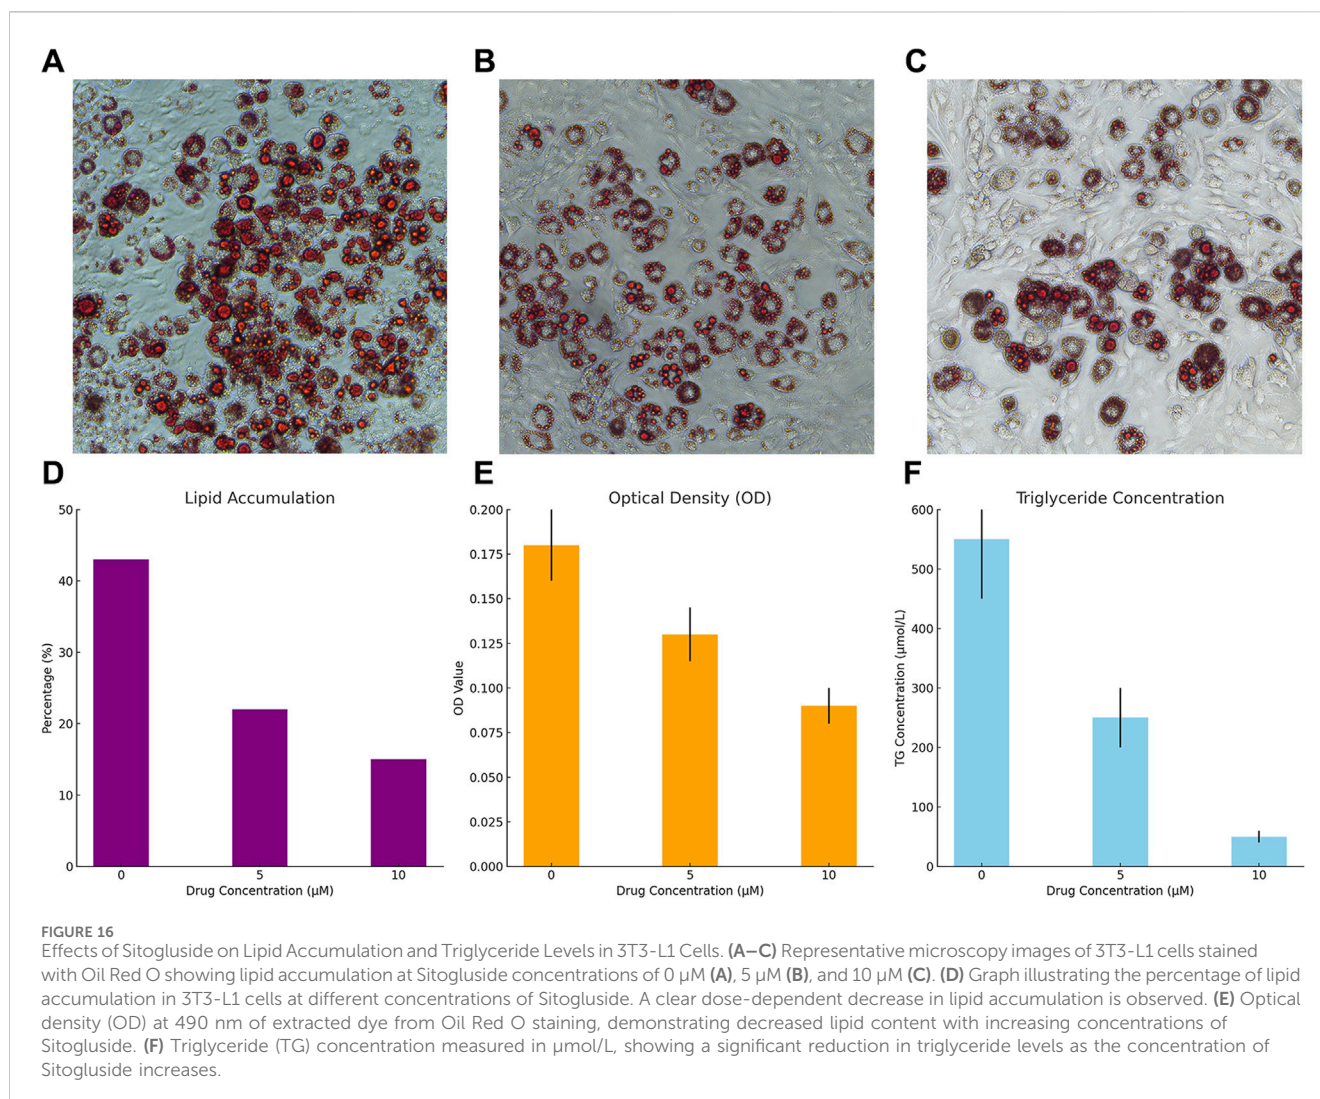 A
B
C
D
Lipid Accumulation
50
40
30
20
10
0
Percentage (%)
0
5
10
Drug Concentration (μM)
E
Optical Density (OD)
0.200
0.175
0.150
0.125
0.100
0.075
0.050
0.025
0.000
OD Value
0
5
10
Drug Concentration (μM)
F
Triglyceride Concentration
600
500
400
300
200
100
0
TG Concentration (μmol/L)
0
5
10
Drug Concentration (μM)
FIGURE 16
Effects of Sitogluside on Lipid Accumulation and Triglyceride Levels in 3T3-L1 Cells. (A–C) Representative microscopy images of 3T3-L1 cells stained
with Oil Red O showing lipid accumulation at Sitogluside concentrations of 0 μM (A), 5 μM (B), and 10 μM (C). (D) Graph illustrating the percentage of lipid
accumulation in 3T3-L1 cells at different concentrations of Sitogluside. A clear dose-dependent decrease in lipid accumulation is observed. (E) Optical
density (OD) at 490 nm of extracted dye from Oil Red O staining, demonstrating decreased lipid content with increasing concentrations of
Sitogluside. (F) Triglyceride (TG) concentration measured in μmol/L, showing a significant reduction in triglyceride levels as the concentration of
Sitogluside increases.